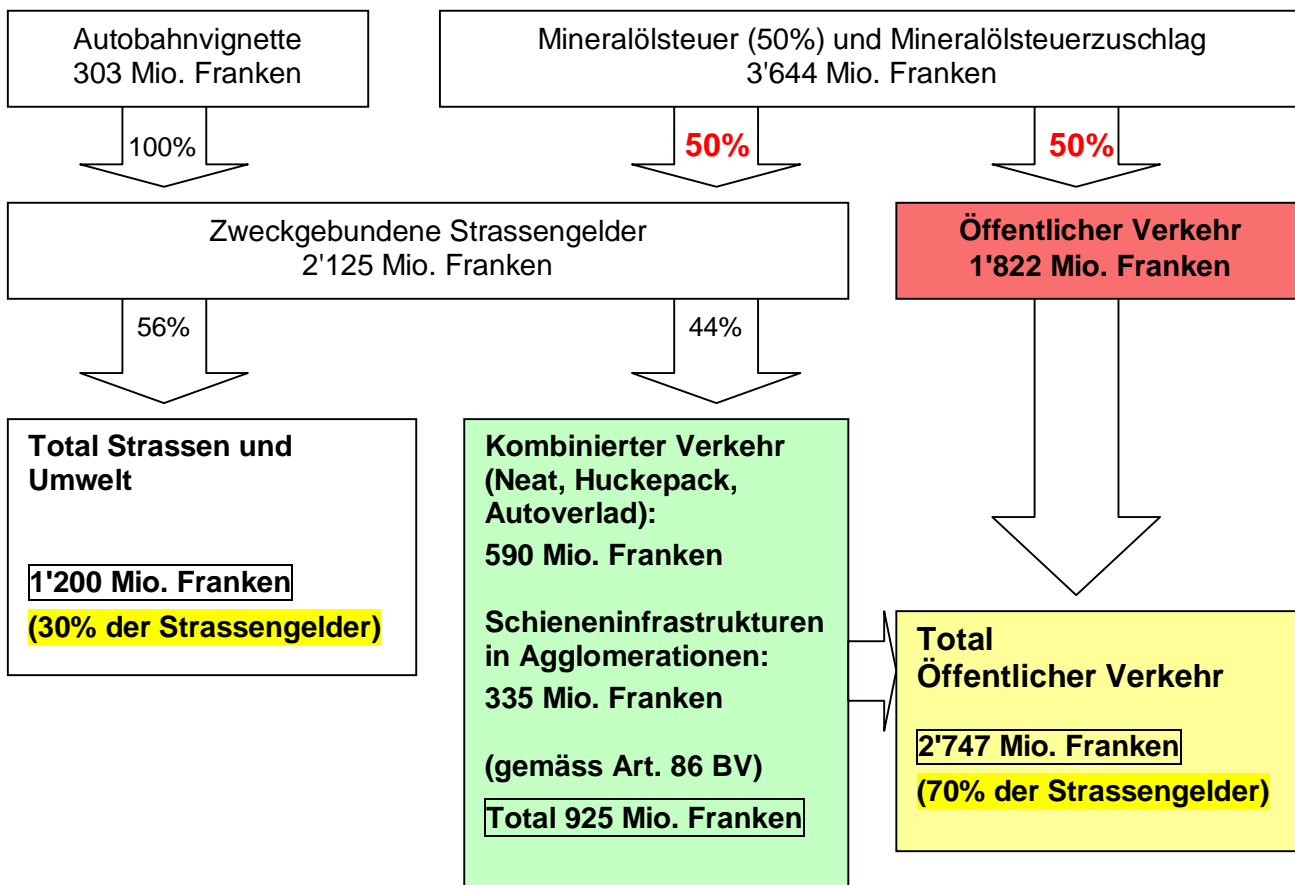 Autobahnvignette
303 Mio. Franken
Mineralölsteuer (50%) und Mineralölsteuerzuschlag
3'644 Mio. Franken
100%
50%
50%
Zweckgebundene Strassengelder
2'125 Mio. Franken
Öffentlicher Verkehr
1'822 Mio. Franken
56%
44%
Total Strassen und
Umwelt
1'200 Mio. Franken
(30% der Strassengelder)
Kombinierter Verkehr
(Neat, Huckepack,
Autoverlad):
590 Mio. Franken
Schieneninfrastrukturen
in Agglomerationen:
335 Mio. Franken
(gemäss Art. 86 BV)
Total 925 Mio. Franken
Total
Öffentlicher Verkehr
2'747 Mio. Franken
(70% der Strassengelder)